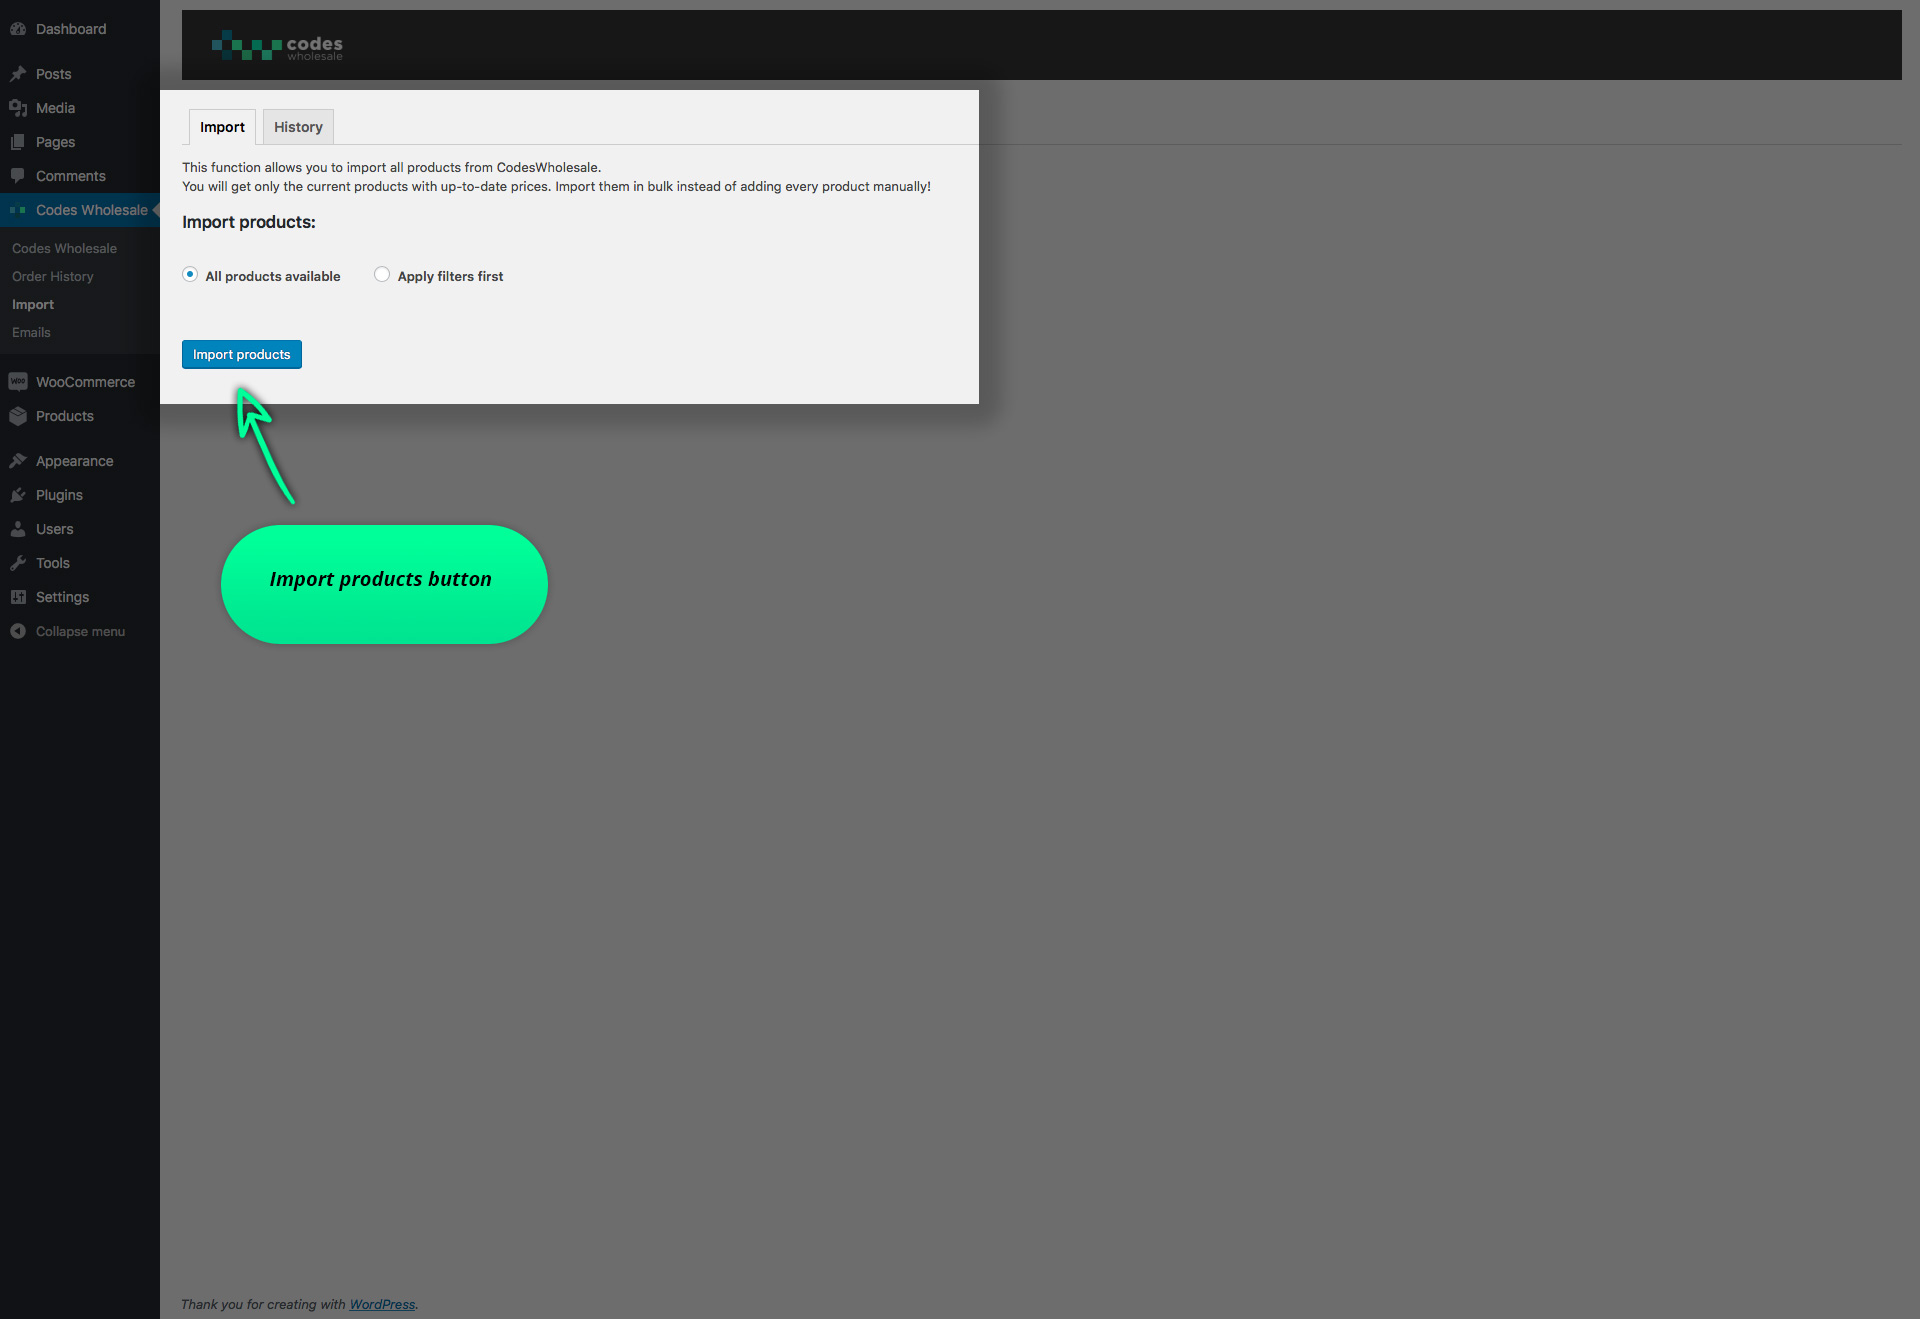 Dashboard
Posts
Media
Pages
Comments
Codes Wholesale
Codes Wholesale
Order History
Import
Emails
WooCommerce
Products
Appearance
Plugins
Users
Tools
Settings
Collapse menu
codes
wholesale
Import
History
This function allows you to import all products from CodesWholesale.
You will get only the current products with up-to-date prices. Import them in bulk instead of adding every product manually!
Import products:
All products available
Apply filters first
Import products
Import products button
Thank you for creating with WordPress.